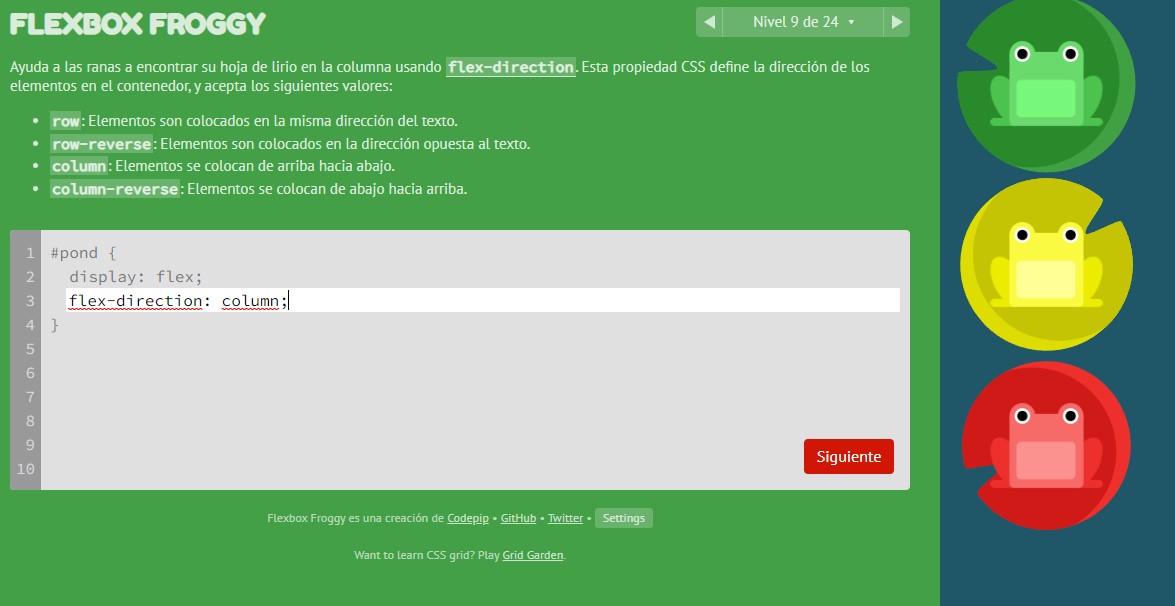 FLEXBOX FROGGY
Nivel 9 de 24
Ayuda a las ranas a encontrar su hoja de lirio en la columna usando flex-direction. Esta propiedad CSS define la dirección de los
elementos en el contenedor, y acepta los siguientes valores:
• row: Elementos son colocados en la misma dirección del texto.
• row-reverse: Elementos son colocados en la dirección opuesta al texto.
• column: Elementos se colocan de arriba hacia abajo.
• column-reverse: Elementos se colocan de abajo hacia arriba.
1 #pond {
2 display: flex;
3 flex-direction: column;
4 }
5
6
7
8
9
10
Siguiente
Flexbox Froggy es una creación de Codepip • GitHub • Twitter • Settings
Want to learn CSS grid? Play Grid Garden.